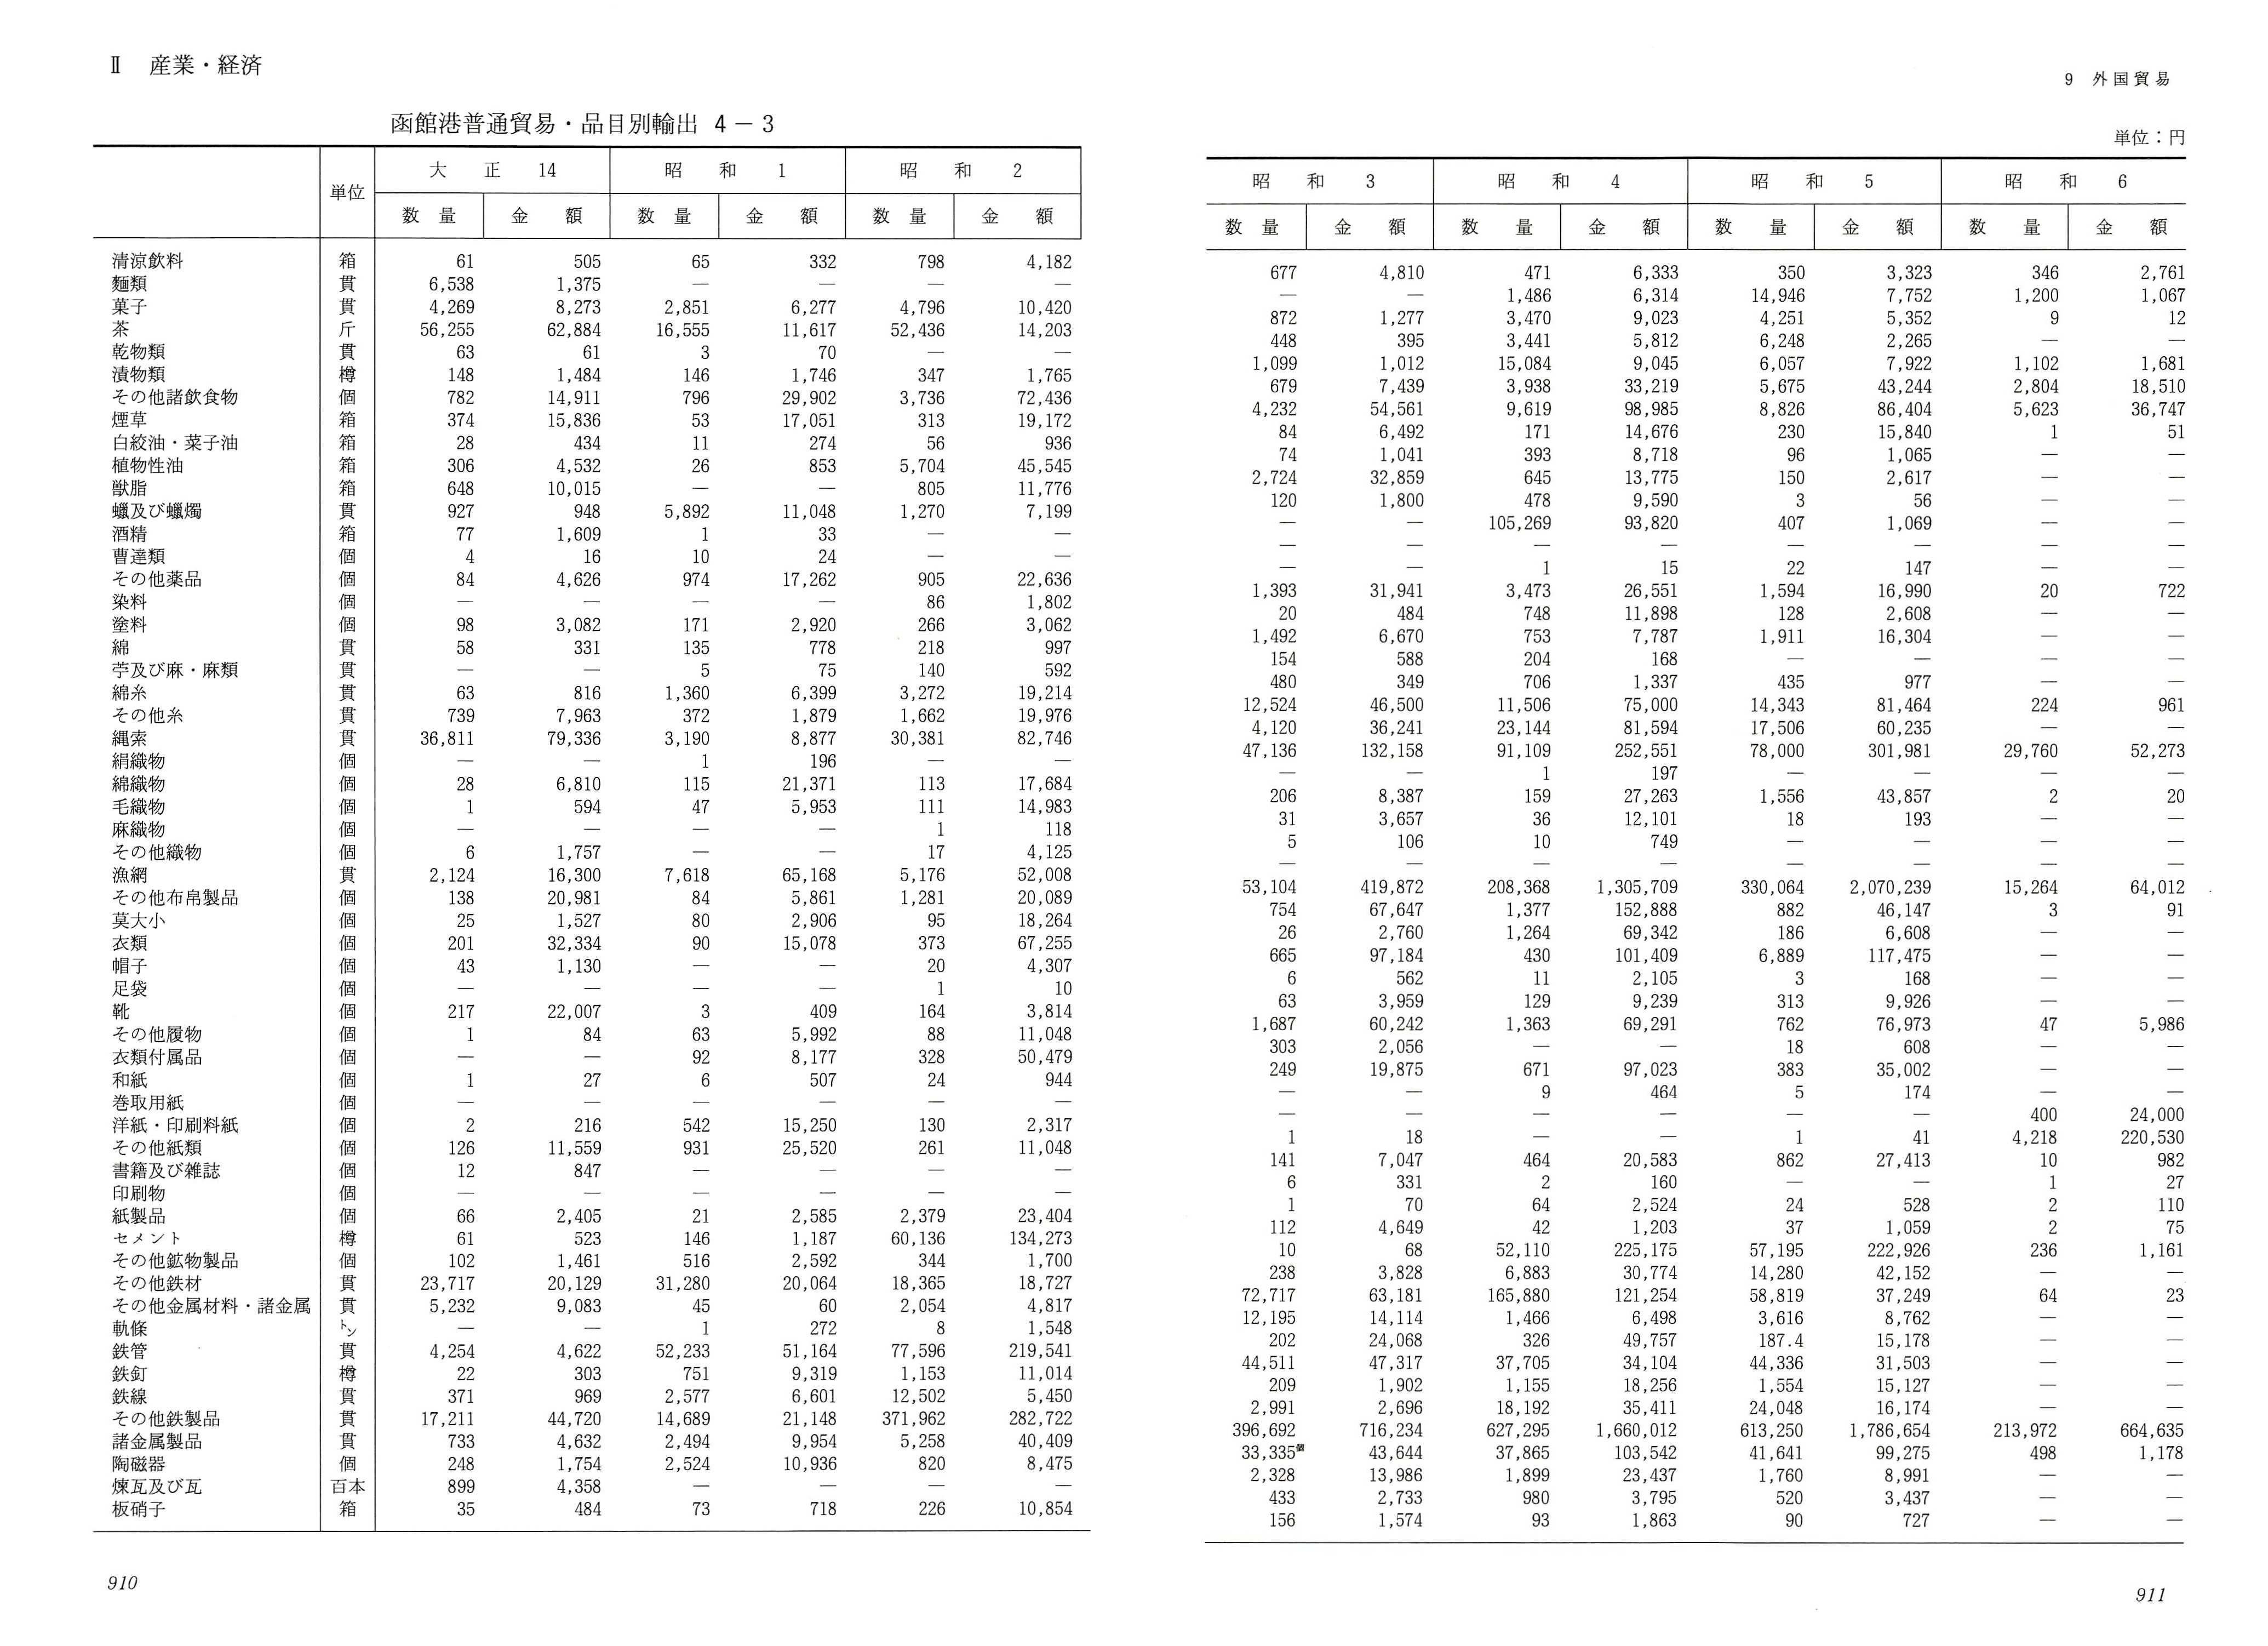 Ⅱ 産業・経済
函館港普通貿易・品目別輸出 4－3
単位 大正14 昭和1 昭和2
数量 金額 数量 金額 数量 金額
清涼飲料 箱 61 505 65 332 798 4,182
麵類 貫 6,538 1,375 — — — —
菓子 貫 4,269 8,273 2,851 6,277 4,796 10,420
茶 斤 56,255 62,884 16,555 11,617 52,436 14,203
乾物類 貫 63 61 3 70 — —
漬物類 樽 148 1,484 146 1,746 347 1,765
その他諸飲食物 個 782 14,911 796 29,902 3,736 72,436
煙草 箱 374 15,836 53 17,051 313 19,172
白絞油・菜子油 箱 28 434 11 274 56 936
植物性油 箱 306 4,532 26 853 5,704 45,545
獣脂 箱 648 10,015 — — 805 11,776
蠟及び蠟燭 貫 927 948 5,892 11,048 1,270 7,199
酒精 箱 77 1,609 1 33 — —
曹達類 個 4 16 10 24 — —
その他薬品 個 84 4,626 974 17,262 905 22,636
染料 個 — — — — 86 1,802
塗料 個 98 3,082 171 2,920 266 3,062
綿 貫 58 331 135 778 218 997
苧及び麻・麻類 貫 — — 5 75 140 592
綿糸 貫 63 816 1,360 6,399 3,272 19,214
その他糸 貫 739 7,963 372 1,879 1,662 19,976
縄索 貫 36,811 79,336 3,190 8,877 30,381 82,746
絹織物 個 — — 1 196 — —
綿織物 個 28 6,810 115 21,371 113 17,684
毛織物 個 1 594 47 5,953 111 14,983
麻織物 個 — — — — 1 118
その他織物 個 6 1,757 — — 17 4,125
漁網 貫 2,124 16,300 7,618 65,168 5,176 52,008
その他布帛製品 個 138 20,981 84 5,861 1,281 20,089
莫大小 個 25 1,527 80 2,906 95 18,264
衣類 個 201 32,334 90 15,078 373 67,255
帽子 個 43 1,130 — — 20 4,307
足袋 個 — — — — 1 10
靴 個 217 22,007 3 409 164 3,814
その他履物 個 1 84 63 5,992 88 11,048
衣類付属品 個 — — 92 8,177 328 50,479
和紙 個 1 27 6 507 24 944
巻取用紙 個 — — — — — —
洋紙・印刷料紙 個 2 216 542 15,250 130 2,317
その他紙類 個 126 11,559 931 25,520 261 11,048
書籍及び雑誌 個 12 847 — — — —
印刷物 個 — — — — — —
紙製品 個 66 2,405 21 2,585 2,379 23,404
セメント 樽 61 523 146 1,187 60,136 134,273
その他鉱物製品 個 102 1,461 516 2,592 344 1,700
その他鉄材 貫 23,717 20,129 31,280 20,064 18,365 18,727
その他金属材料・諸金属 貫 5,232 9,083 45 60 2,054 4,817
軌條 トン — — 1 272 8 1,548
鉄管 貫 4,254 4,622 52,233 51,164 77,596 219,541
鉄釘 樽 22 303 751 9,319 1,153 11,014
鉄線 貫 371 969 2,577 6,601 12,502 5,450
その他鉄製品 貫 17,211 44,720 14,689 21,148 371,962 282,722
諸金属製品 貫 733 4,632 2,494 9,954 5,258 40,409
陶磁器 個 248 1,754 2,524 10,936 820 8,475
煉瓦及び瓦 百本 899 4,358 — — — —
板硝子 箱 35 484 73 718 226 10,854
910
9 外国貿易
単位：円
昭和3 昭和4 昭和5 昭和6
数量 金額 数量 金額 数量 金額 数量 金額
677 4,810 471 6,333 350 3,323 346 2,761
— — 1,486 6,314 14,946 7,752 1,200 1,067
872 1,277 3,470 9,023 4,251 5,352 9 12
448 395 3,441 5,812 6,248 2,265 — —
1,099 1,012 15,084 9,045 6,057 7,922 1,102 1,681
679 7,439 3,938 33,219 5,675 43,244 2,804 18,510
4,232 54,561 9,619 98,985 8,826 86,404 5,623 36,747
84 6,492 171 14,676 230 15,840 1 51
74 1,041 393 8,718 96 1,065 — —
2,724 32,859 645 13,775 150 2,617 — —
120 1,800 478 9,590 3 56 — —
— — 105,269 93,820 407 1,069 — —
— — — — — — — —
— — 1 15 22 147 — —
1,393 31,941 3,473 26,551 1,594 16,990 20 722
20 484 748 11,898 128 2,608 — —
1,492 6,670 753 7,787 1,911 16,304 — —
154 588 204 168 — — — —
480 349 706 1,337 435 977 — —
12,524 46,500 11,506 75,000 14,343 81,464 224 961
4,120 36,241 23,144 81,594 17,506 60,235 — —
47,136 132,158 91,109 252,551 78,000 301,981 29,760 52,273
— — 1 197 — — — —
206 8,387 159 27,263 1,556 43,857 2 20
31 3,657 36 12,101 18 193 — —
5 106 10 749 — — — —
— — — — — — — —
53,104 419,872 208,368 1,305,709 330,064 2,070,239 15,264 64,012
754 67,647 1,377 152,888 882 46,147 3 91
26 2,760 1,264 69,342 186 6,608 — —
665 97,184 430 101,409 6,889 117,475 — —
6 562 11 2,105 3 168 — —
63 3,959 129 9,239 313 9,926 — —
1,687 60,242 1,363 69,291 762 76,973 47 5,986
303 2,056 — — 18 608 — —
249 19,875 671 97,023 383 35,002 — —
— — 9 464 5 174 — —
— — — — — — 400 24,000
1 18 — — 1 41 4,218 220,530
141 7,047 464 20,583 862 27,413 10 982
6 331 2 160 — — 1 27
1 70 64 2,524 24 528 2 110
112 4,649 42 1,203 37 1,059 2 75
10 68 52,110 225,175 57,195 222,926 236 1,161
238 3,828 6,883 30,774 14,280 42,152 — —
72,717 63,181 165,880 121,254 58,819 37,249 64 23
12,195 14,114 1,466 6,498 3,616 8,762 — —
202 24,068 326 49,757 187.4 15,178 — —
44,511 47,317 37,705 34,104 44,336 31,503 — —
209 1,902 1,155 18,256 1,554 15,127 — —
2,991 2,696 18,192 35,411 24,048 16,174 — —
396,692 716,234 627,295 1,660,012 613,250 1,786,654 213,972 664,635
33,335個 43,644 37,865 103,542 41,641 99,275 498 1,178
2,328 13,986 1,899 23,437 1,760 8,991 — —
433 2,733 980 3,795 520 3,437 — —
156 1,574 93 1,863 90 727 — —
911